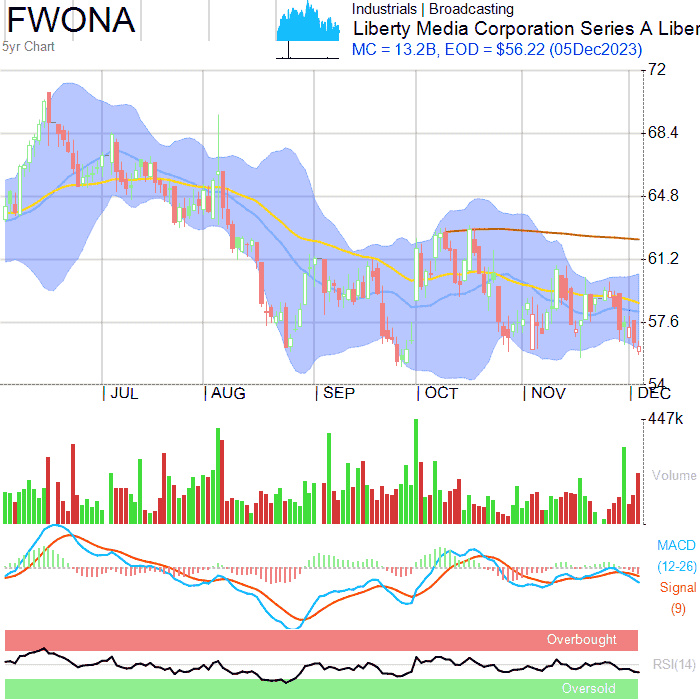 FWONA
Industrials | Broadcasting
Liberty Media Corporation Series A Liber
5yr Chart
MC = 13.2B, EOD = $56.22 (05Dec2023)
72
68.4
64.8
61.2
57.6
54
JUL
AUG
SEP
OCT
NOV
DEC
447k
Volume
MACD
(12-26)
Signal
(9)
Overbought
RSI(14)
Oversold